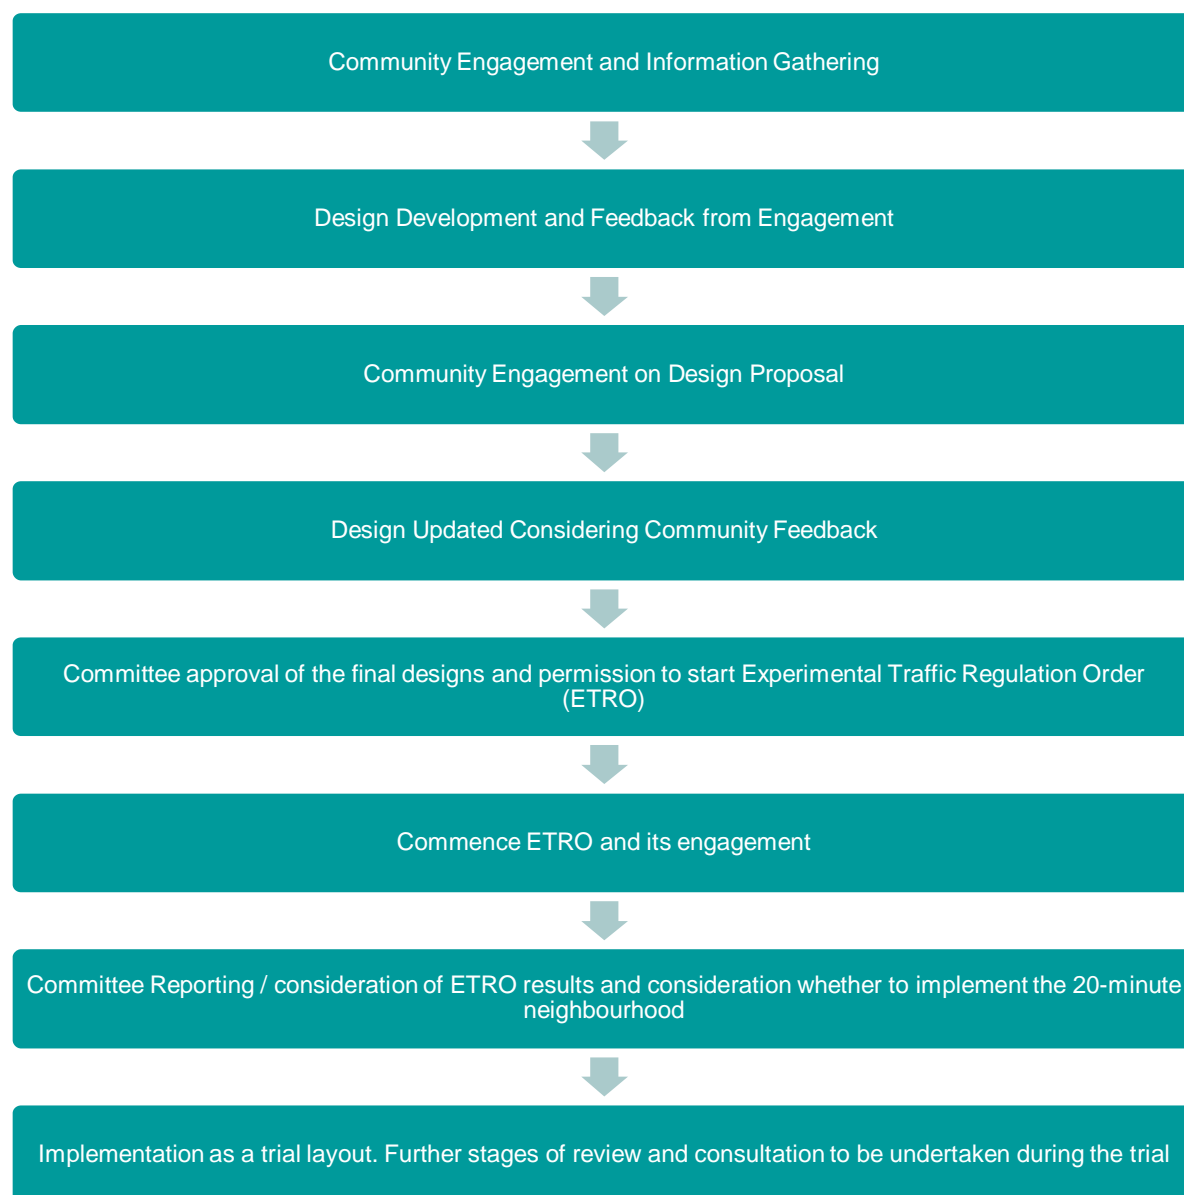 Community Engagement and Information Gathering
Design Development and Feedback from Engagement
Community Engagement on Design Proposal
Design Updated Considering Community Feedback
Committee approval of the final designs and permission to start Experimental Traffic Regulation Order
(ETRO)
Commence ETRO and its engagement
Committee Reporting / consideration of ETRO results and consideration whether to implement the 20-minute
neighbourhood
Implementation as a trial layout. Further stages of review and consultation to be undertaken during the trial